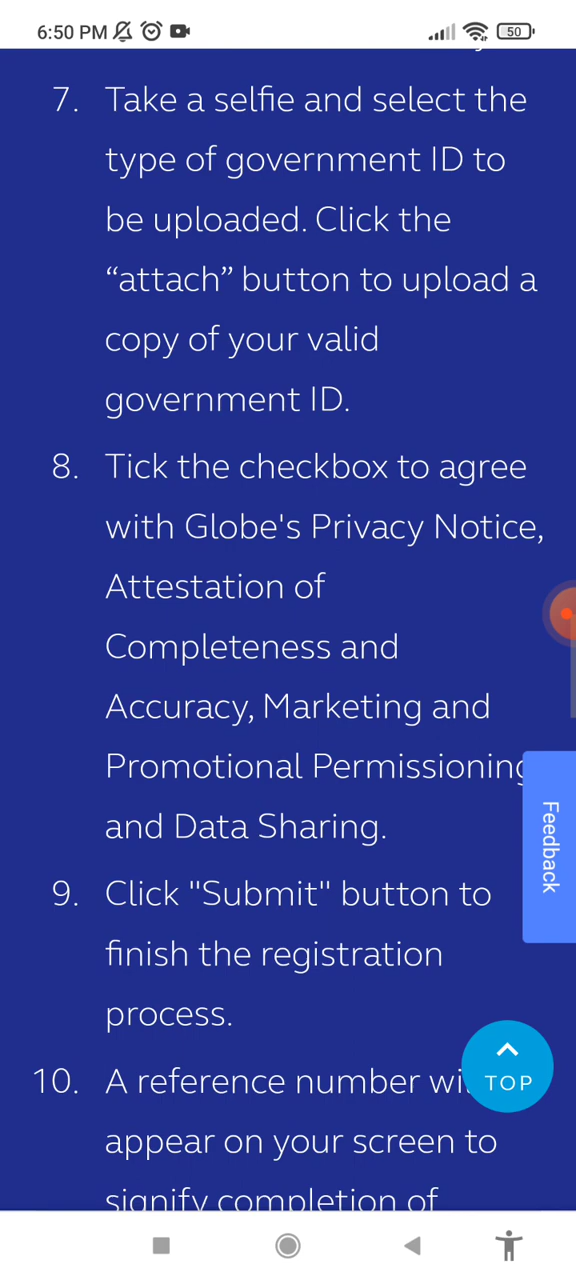 6:50 PM
50
7. Take a selfie and select the
type of government ID to
be uploaded. Click the
“attach” button to upload a
copy of your valid
government ID.
8. Tick the checkbox to agree
with Globe's Privacy Notice,
Attestation of
Completeness and
Accuracy, Marketing and
Promotional Permissioning
and Data Sharing.
Feedback
9. Click "Submit" button to
finish the registration
process.
10. A reference number
TOP
appear on your screen to
signify completion of